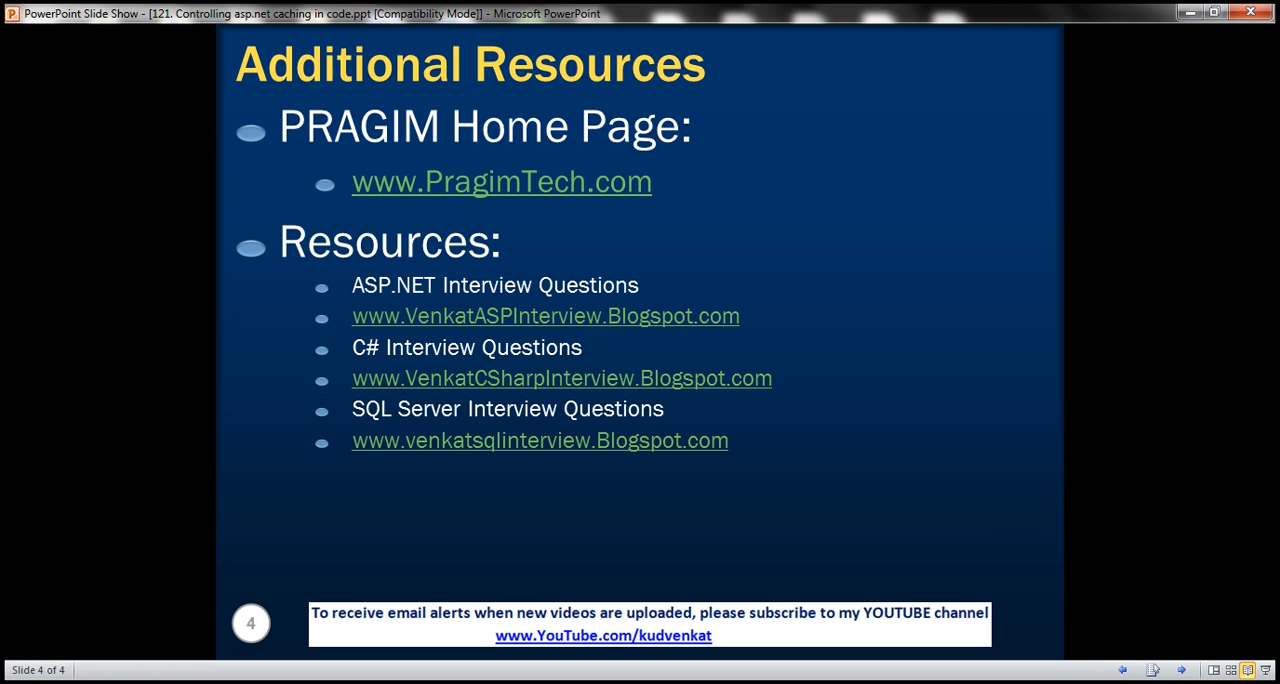 PowerPoint Slide Show - [121. Controlling asp.net caching in code.ppt [Compatibility Mode]] - Microsoft PowerPoint
Additional Resources
PRAGIM Home Page:
www.PragimTech.com
Resources:
ASP.NET Interview Questions
www.VenkatASPInterview.Blogspot.com
C# Interview Questions
www.VenkatCSharpInterview.Blogspot.com
SQL Server Interview Questions
www.venkatsqlinterview.Blogspot.com
4
To receive email alerts when new videos are uploaded, please subscribe to my YOUTUBE channel
www.YouTube.com/kudvenkat
Slide 4 of 4